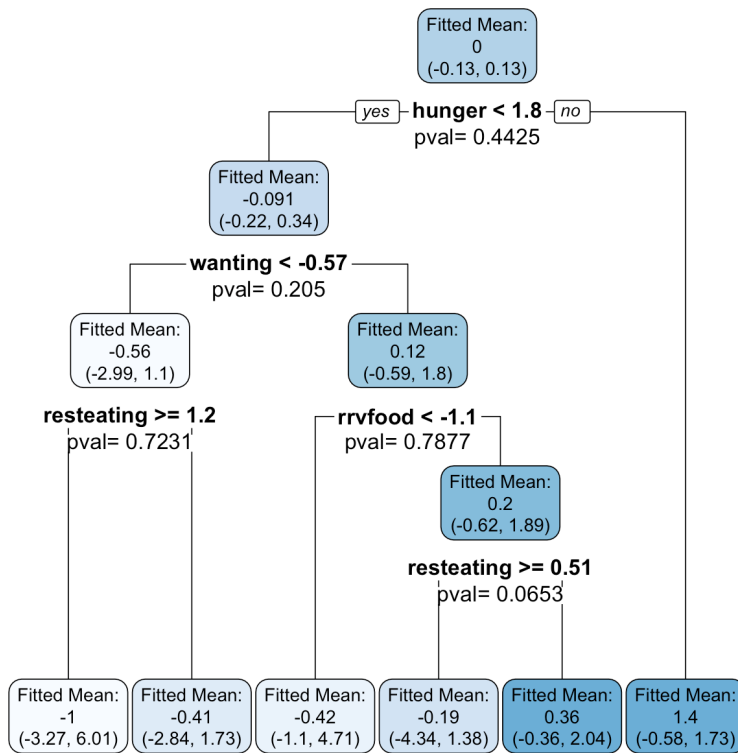 Fitted Mean:
0
(-0.13, 0.13)
yes hunger < 1.8 no
pval= 0.4425
Fitted Mean:
-0.091
(-0.22, 0.34)
wanting < -0.57
pval= 0.205
Fitted Mean:
-0.56
(-2.99, 1.1)
Fitted Mean:
0.12
(-0.59, 1.8)
resteating >= 1.2
pval= 0.7231
rrvfood < -1.1
pval= 0.7877
Fitted Mean:
0.2
(-0.62, 1.89)
resteating >= 0.51
pval= 0.0653
Fitted Mean:
-1
(-3.27, 6.01)
Fitted Mean:
-0.41
(-2.84, 1.73)
Fitted Mean:
-0.42
(-1.1, 4.71)
Fitted Mean:
-0.19
(-4.34, 1.38)
Fitted Mean:
0.36
(-0.36, 2.04)
Fitted Mean:
1.4
(-0.58, 1.73)